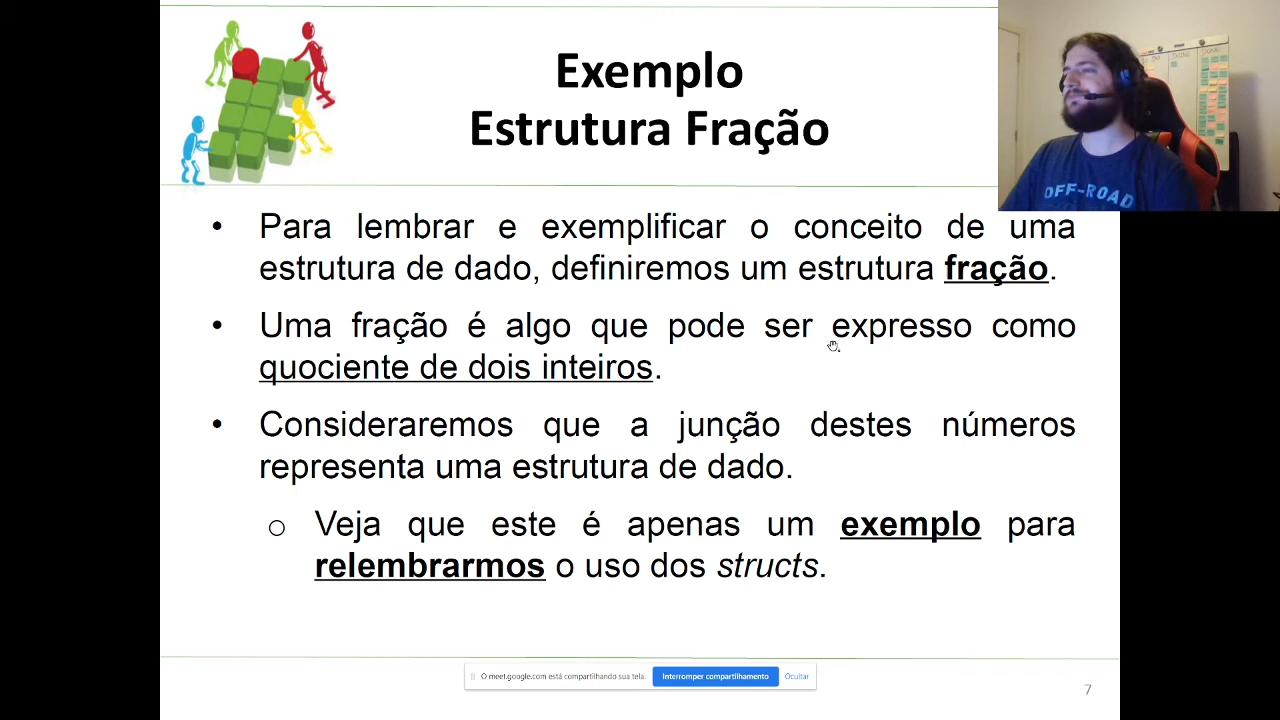 Exemplo
Estrutura Fração
OFF-ROAD
• Para lembrar e exemplificar o conceito de uma
estrutura de dado, definiremos um estrutura fração.
• Uma fração é algo que pode ser expresso como
quociente de dois inteiros.
• Consideraremos que a junção destes números
representa uma estrutura de dado.
o Veja que este é apenas um exemplo para
relembrarmos o uso dos structs.
O meet.google.com está compartilhando sua tela.
Interromper compartilhamento
Ocultar
7